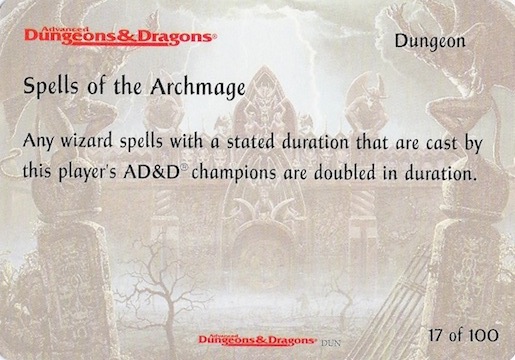 Advanced
Dungeons & Dragons®
Dungeon
Spells of the Archmage
Any wizard spells with a stated duration that are cast by
this player's AD&D® champions are doubled in duration.
Advanced
Dungeons & Dragons® DUN
17 of 100